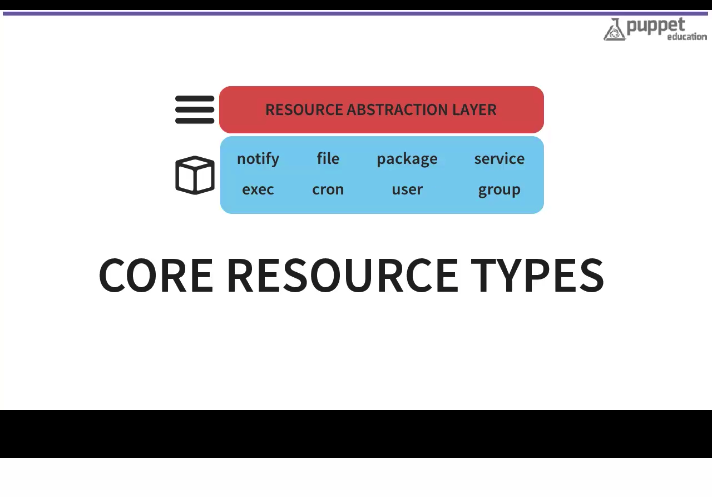 puppet
education
RESOURCE ABSTRACTION LAYER
notify file package service
exec cron user group
CORE RESOURCE TYPES